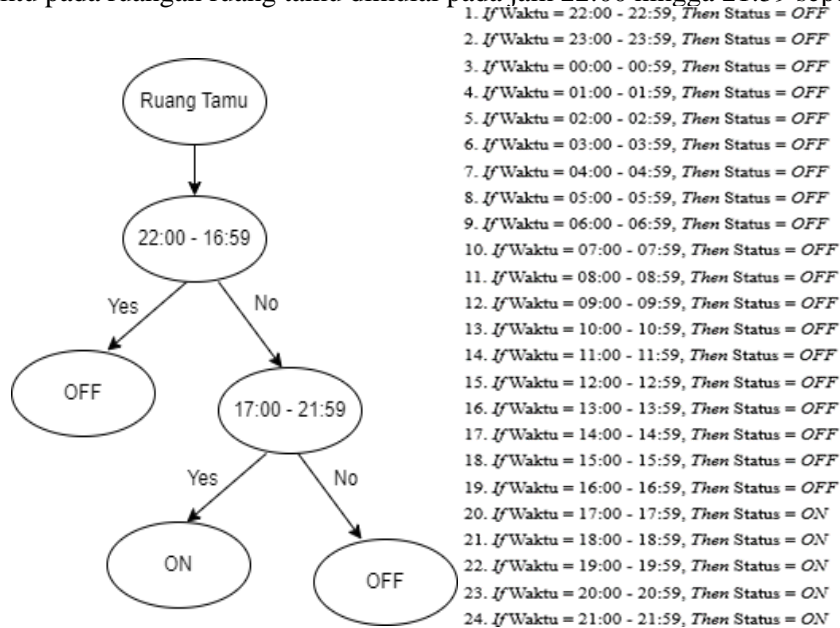 pada ruangan ruang tamu dimulai pada jam 22:00 hingga 21:59
Ruang Tamu
22:00 - 16:59
Yes
No
OFF
17:00 - 21:59
Yes
No
ON
OFF
1. If Waktu = 22:00 - 22:59, Then Status = OFF
2. If Waktu = 23:00 - 23:59, Then Status = OFF
3. If Waktu = 00:00 - 00:59, Then Status = OFF
4. If Waktu = 01:00 - 01:59, Then Status = OFF
5. If Waktu = 02:00 - 02:59, Then Status = OFF
6. If Waktu = 03:00 - 03:59, Then Status = OFF
7. If Waktu = 04:00 - 04:59, Then Status = OFF
8. If Waktu = 05:00 - 05:59, Then Status = OFF
9. If Waktu = 06:00 - 06:59, Then Status = OFF
10. If Waktu = 07:00 - 07:59, Then Status = OFF
11. If Waktu = 08:00 - 08:59, Then Status = OFF
12. If Waktu = 09:00 - 09:59, Then Status = OFF
13. If Waktu = 10:00 - 10:59, Then Status = OFF
14. If Waktu = 11:00 - 11:59, Then Status = OFF
15. If Waktu = 12:00 - 12:59, Then Status = OFF
16. If Waktu = 13:00 - 13:59, Then Status = OFF
17. If Waktu = 14:00 - 14:59, Then Status = OFF
18. If Waktu = 15:00 - 15:59, Then Status = OFF
19. If Waktu = 16:00 - 16:59, Then Status = OFF
20. If Waktu = 17:00 - 17:59, Then Status = ON
21. If Waktu = 18:00 - 18:59, Then Status = ON
22. If Waktu = 19:00 - 19:59, Then Status = ON
23. If Waktu = 20:00 - 20:59, Then Status = ON
24. If Waktu = 21:00 - 21:59, Then Status = ON